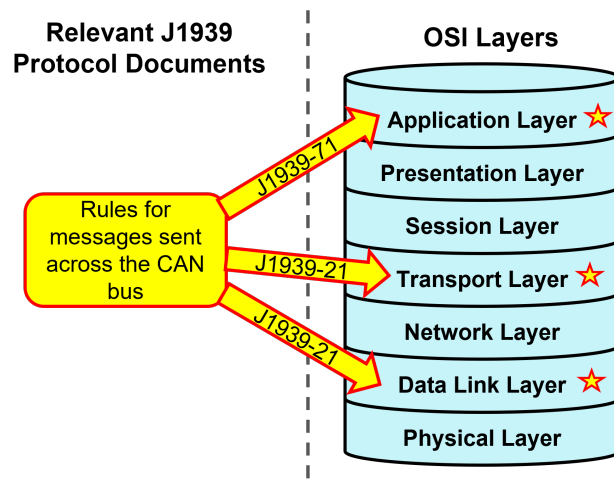 Relevant J1939
Protocol Documents
OSI Layers
Application Layer
J1939-71
Presentation Layer
Rules for
messages sent
across the CAN
bus
Session Layer
J1939-21
Transport Layer
J1939-21
Network Layer
Data Link Layer
Physical Layer